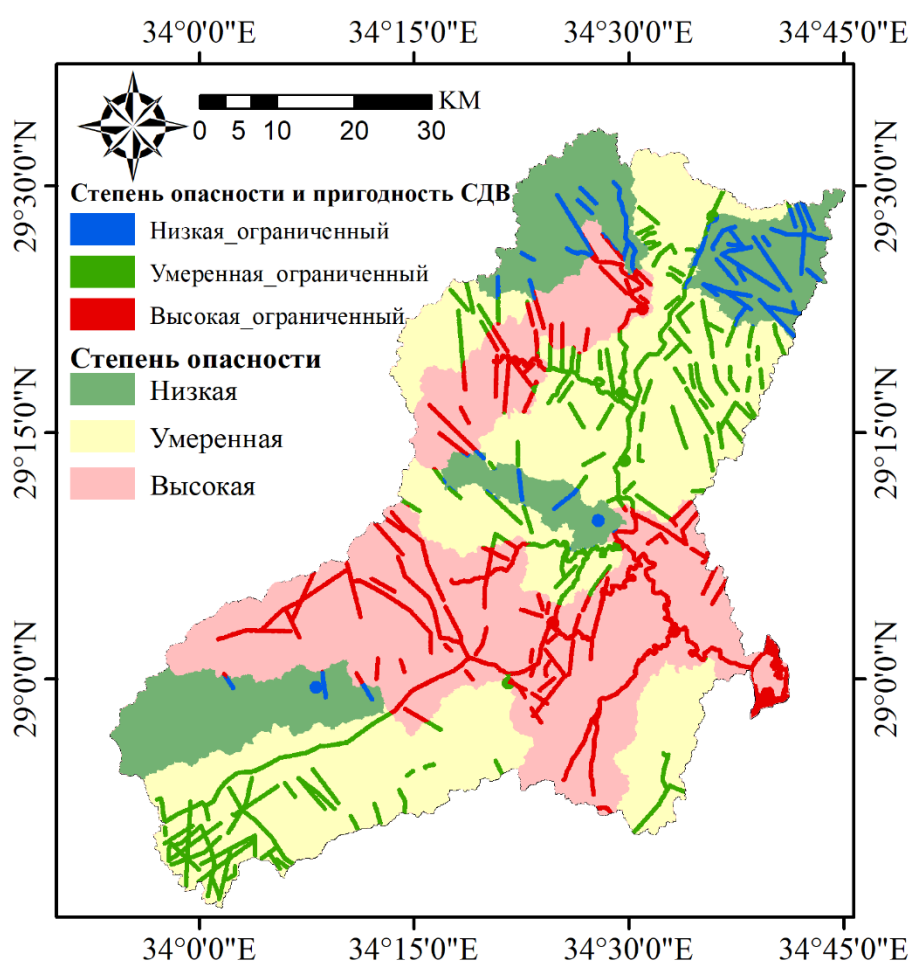 34°0'0"E 34°15'0"E 34°30'0"E 34°45'0"E
KM
0 5 10 20 30
Степень опасности и пригодность СДВ
Низкая_ограниченный
Умеренная_ограниченный
Высокая_ограниченный
Степень опасности
Низкая
Умеренная
Высокая
29°30'0"N 29°30'0"N
29°15'0"N 29°15'0"N
29°0'0"N 29°0'0"N
34°0'0"E 34°15'0"E 34°30'0"E 34°45'0"E